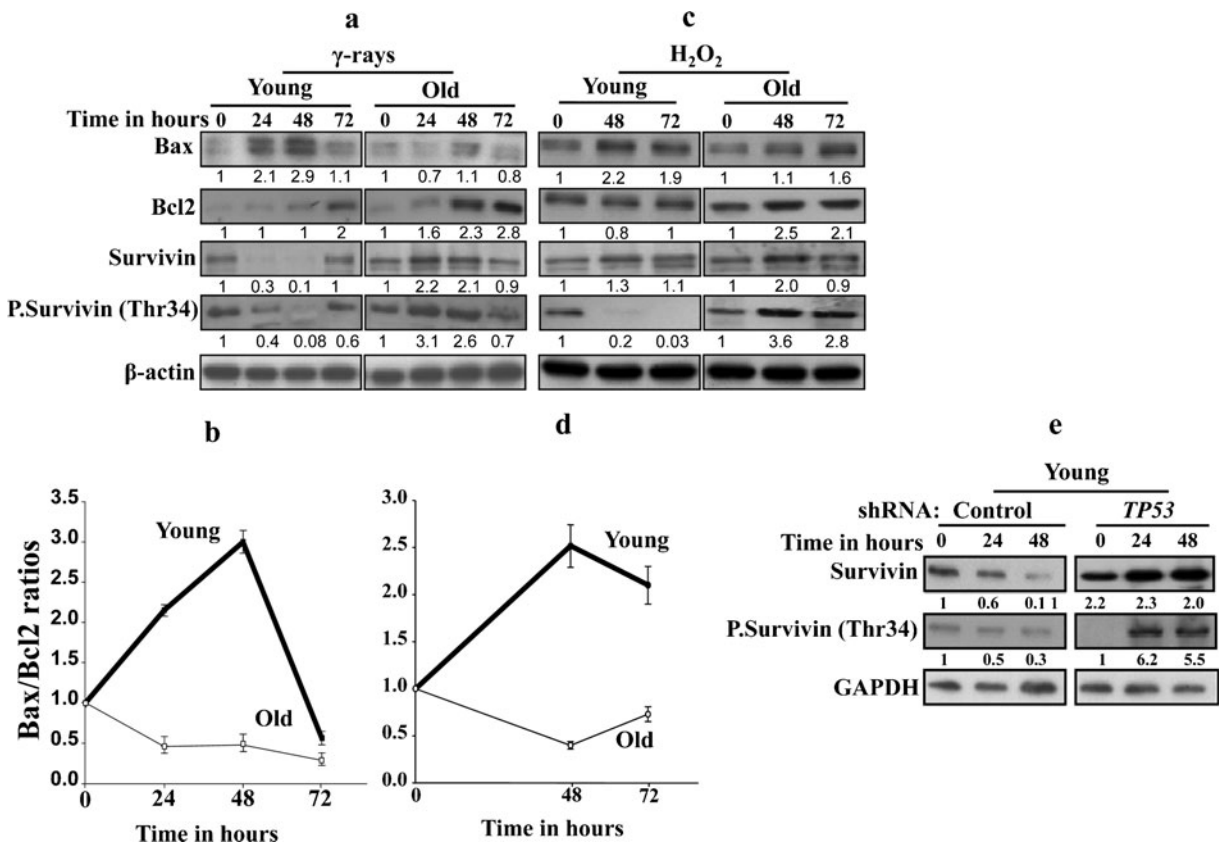 a c
γ-rays H₂O₂
Young Old Young Old
Time in hours 0 24 48 72 0 24 48 72 0 48 72 0 48 72
Bax
1 2.1 2.9 1.1 1 0.7 1.1 0.8 1 2.2 1.9 1 1.1 1.6
Bcl2
1 1 1 2 1 1.6 2.3 2.8 1 0.8 1 1 2.5 2.1
Survivin
1 0.3 0.1 1 1 2.2 2.1 0.9 1 1.3 1.1 1 2.0 0.9
P.Survivin (Thr34)
1 0.4 0.08 0.6 1 3.1 2.6 0.7 1 0.2 0.03 1 3.6 2.8
β-actin
b
Bax/Bcl2 ratios
3.5
3.0
2.5
2.0
1.5
1.0
0.5
0.0
Young
Old
0 24 48 72
Time in hours
d
3.0
2.5
2.0
1.5
1.0
0.5
0.0
Young
Old
0 48 72
Time in hours
e
Young
shRNA: Control TP53
Time in hours 0 24 48 0 24 48
Survivin
1 0.6 0.1 1 2.2 2.3 2.0
P.Survivin (Thr34)
1 0.5 0.3 1 6.2 5.5
GAPDH